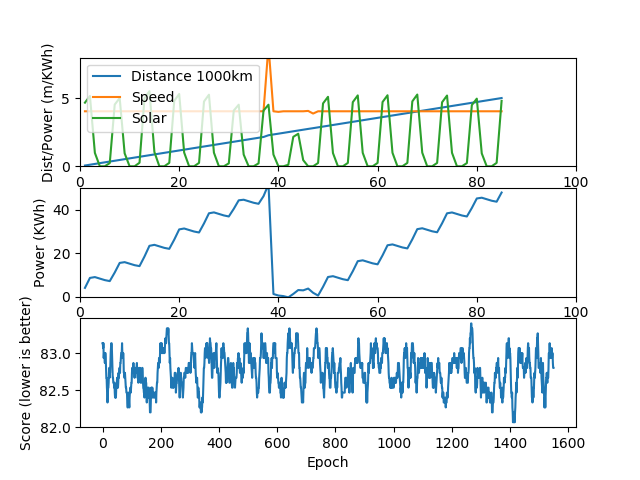 Dist/Power (m/KWh)
5
0
Distance 1000km
Speed
Solar
0 20 40 60 80 100
Power (KWh)
40
20
0
0 20 40 60 80 100
Score (lower is better)
83.0
82.5
82.0
0 200 400 600 800 1000 1200 1400 1600
Epoch